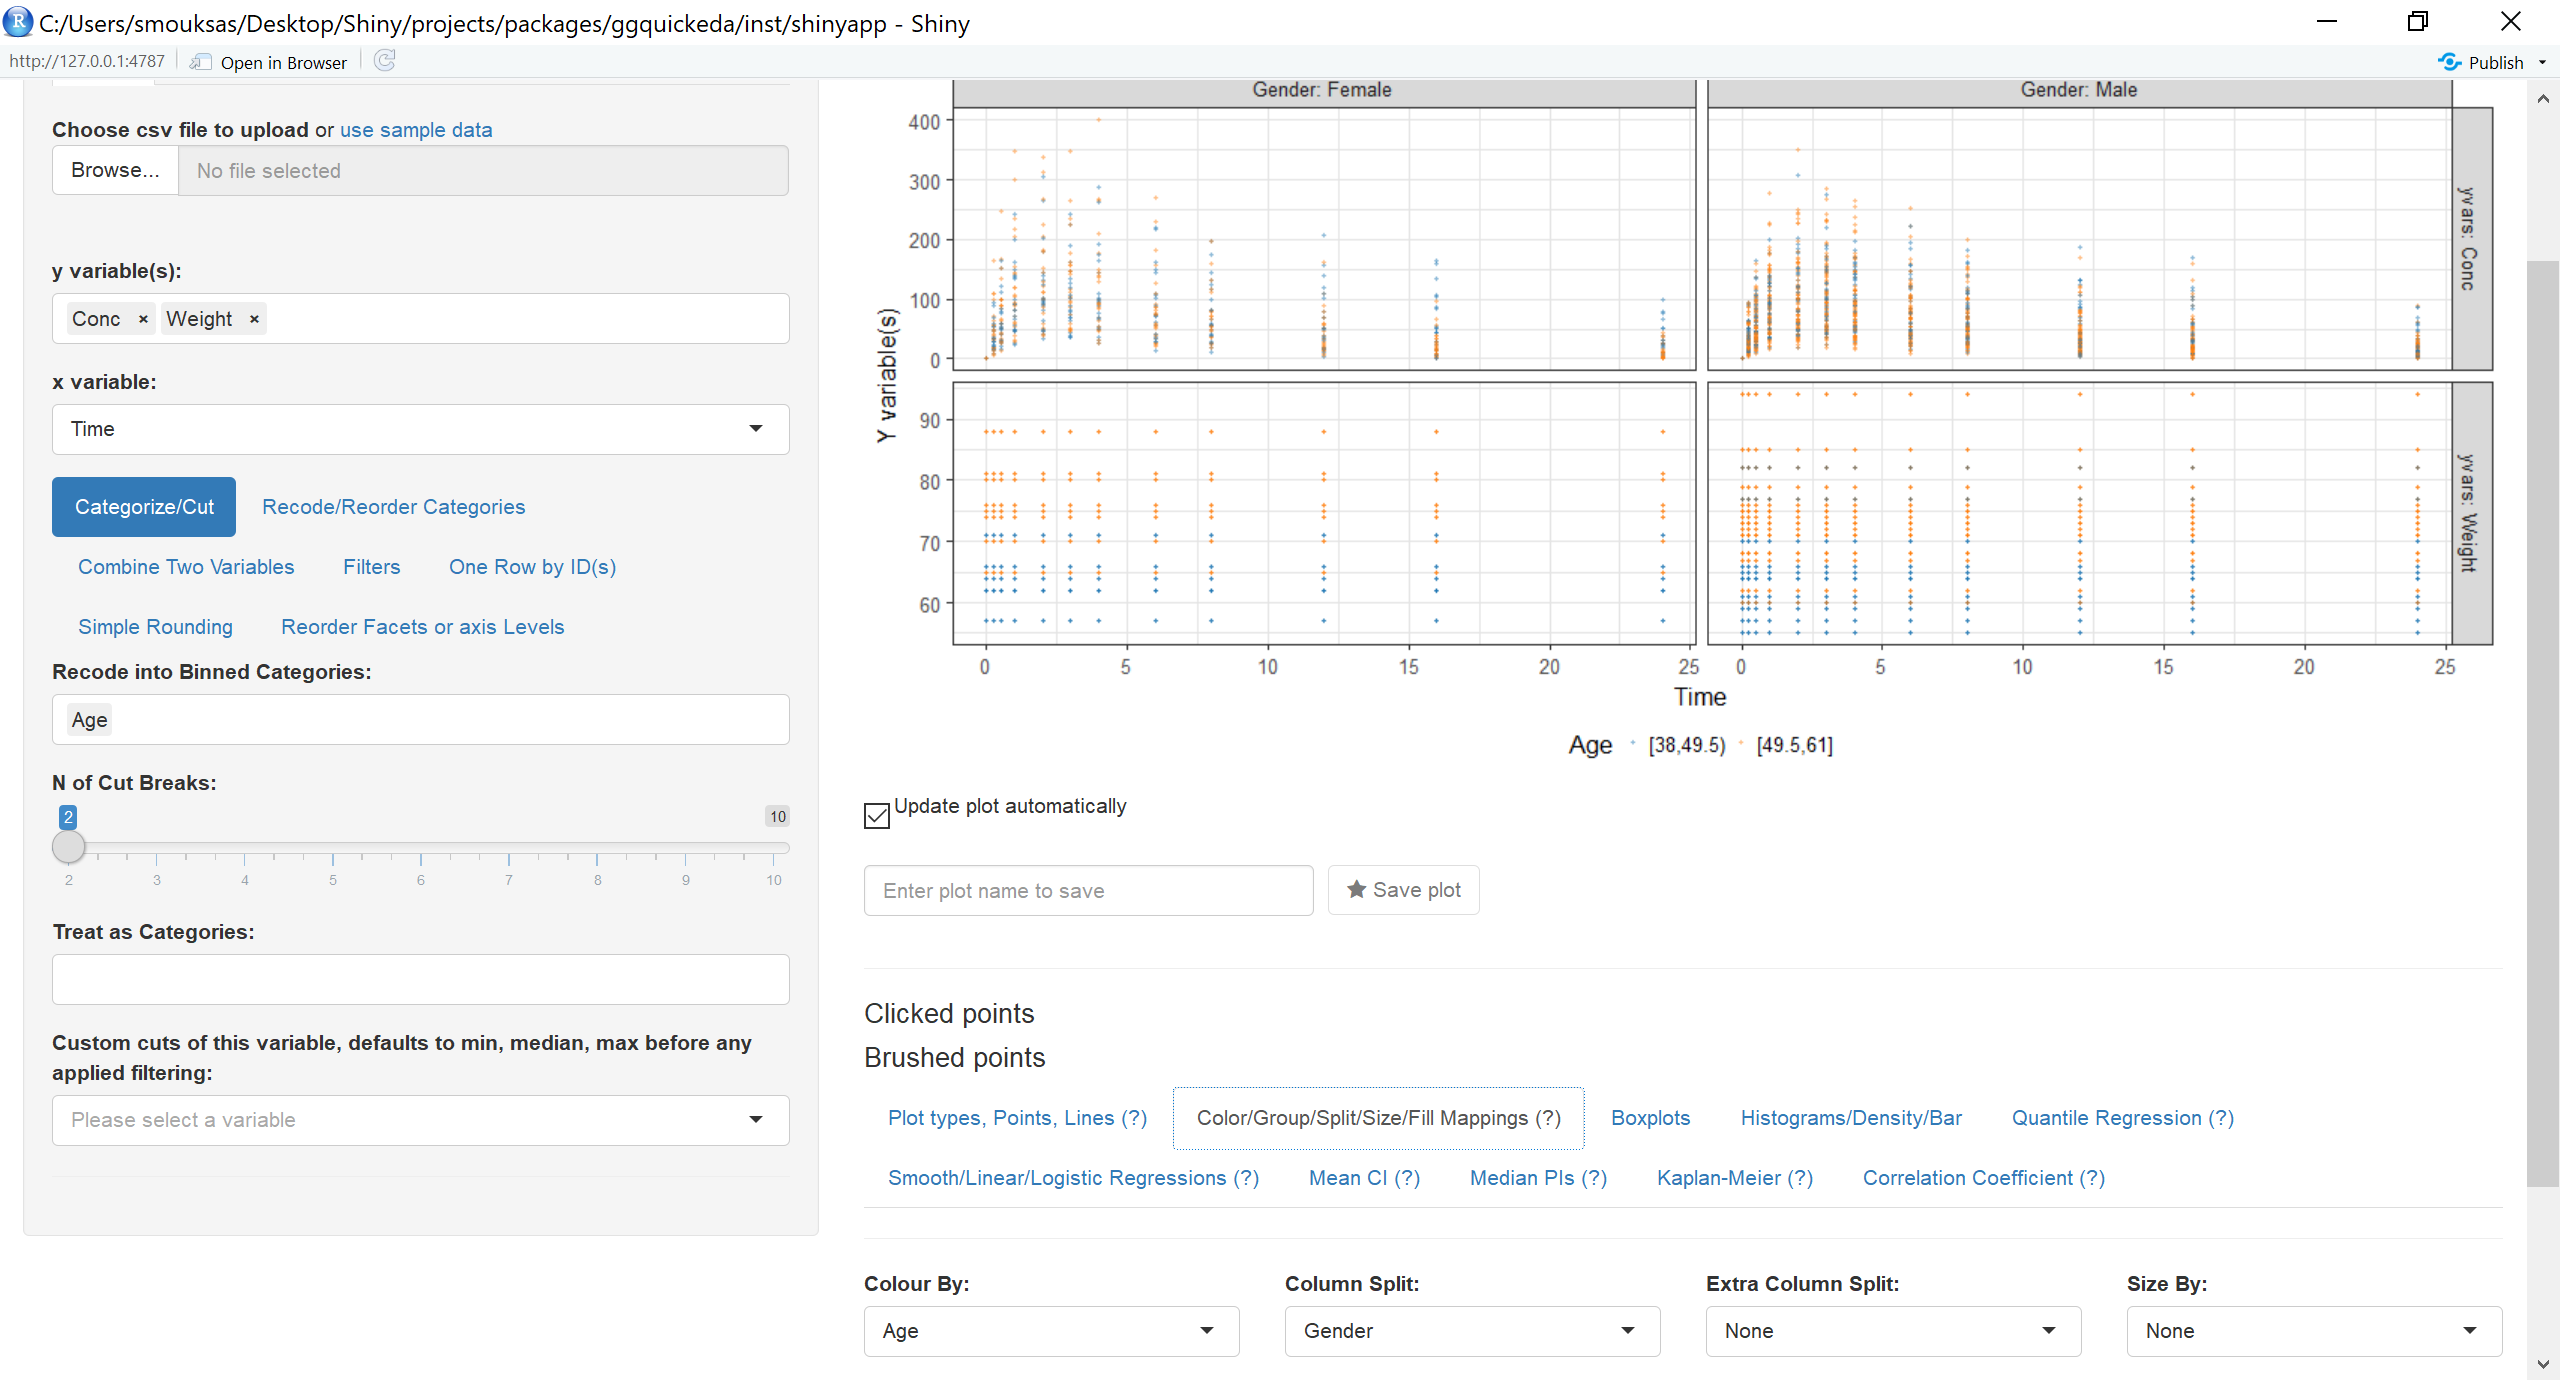 C:/Users/smouksas/Desktop/Shiny/projects/packages/ggquickeda/inst/shinyapp - Shiny
http://127.0.0.1:4787 Open in Browser Publish
Choose csv file to upload or use sample data
Browse... No file selected
y variable(s):
Conc × Weight ×
x variable:
Time
Categorize/Cut Recode/Reorder Categories
Combine Two Variables Filters One Row by ID(s)
Simple Rounding Reorder Facets or axis Levels
Recode into Binned Categories:
Age
N of Cut Breaks:
2 10
2 3 4 5 6 7 8 9 10
Treat as Categories:
Custom cuts of this variable, defaults to min, median, max before any
applied filtering:
Please select a variable
Gender: Female Gender: Male
400
300
200
100
0
yvars: Conc
Y variable(s)
90
80
70
60
yvars: Weight
0 5 10 15 20 25 0 5 10 15 20 25
Time
Age [38,49.5) [49.5,61]
Update plot automatically
Enter plot name to save Save plot
Clicked points
Brushed points
Plot types, Points, Lines (?) Color/Group/Split/Size/Fill Mappings (?) Boxplots Histograms/Density/Bar Quantile Regression (?)
Smooth/Linear/Logistic Regressions (?) Mean CI (?) Median PIs (?) Kaplan-Meier (?) Correlation Coefficient (?)
Colour By: Column Split: Extra Column Split: Size By:
Age Gender None None